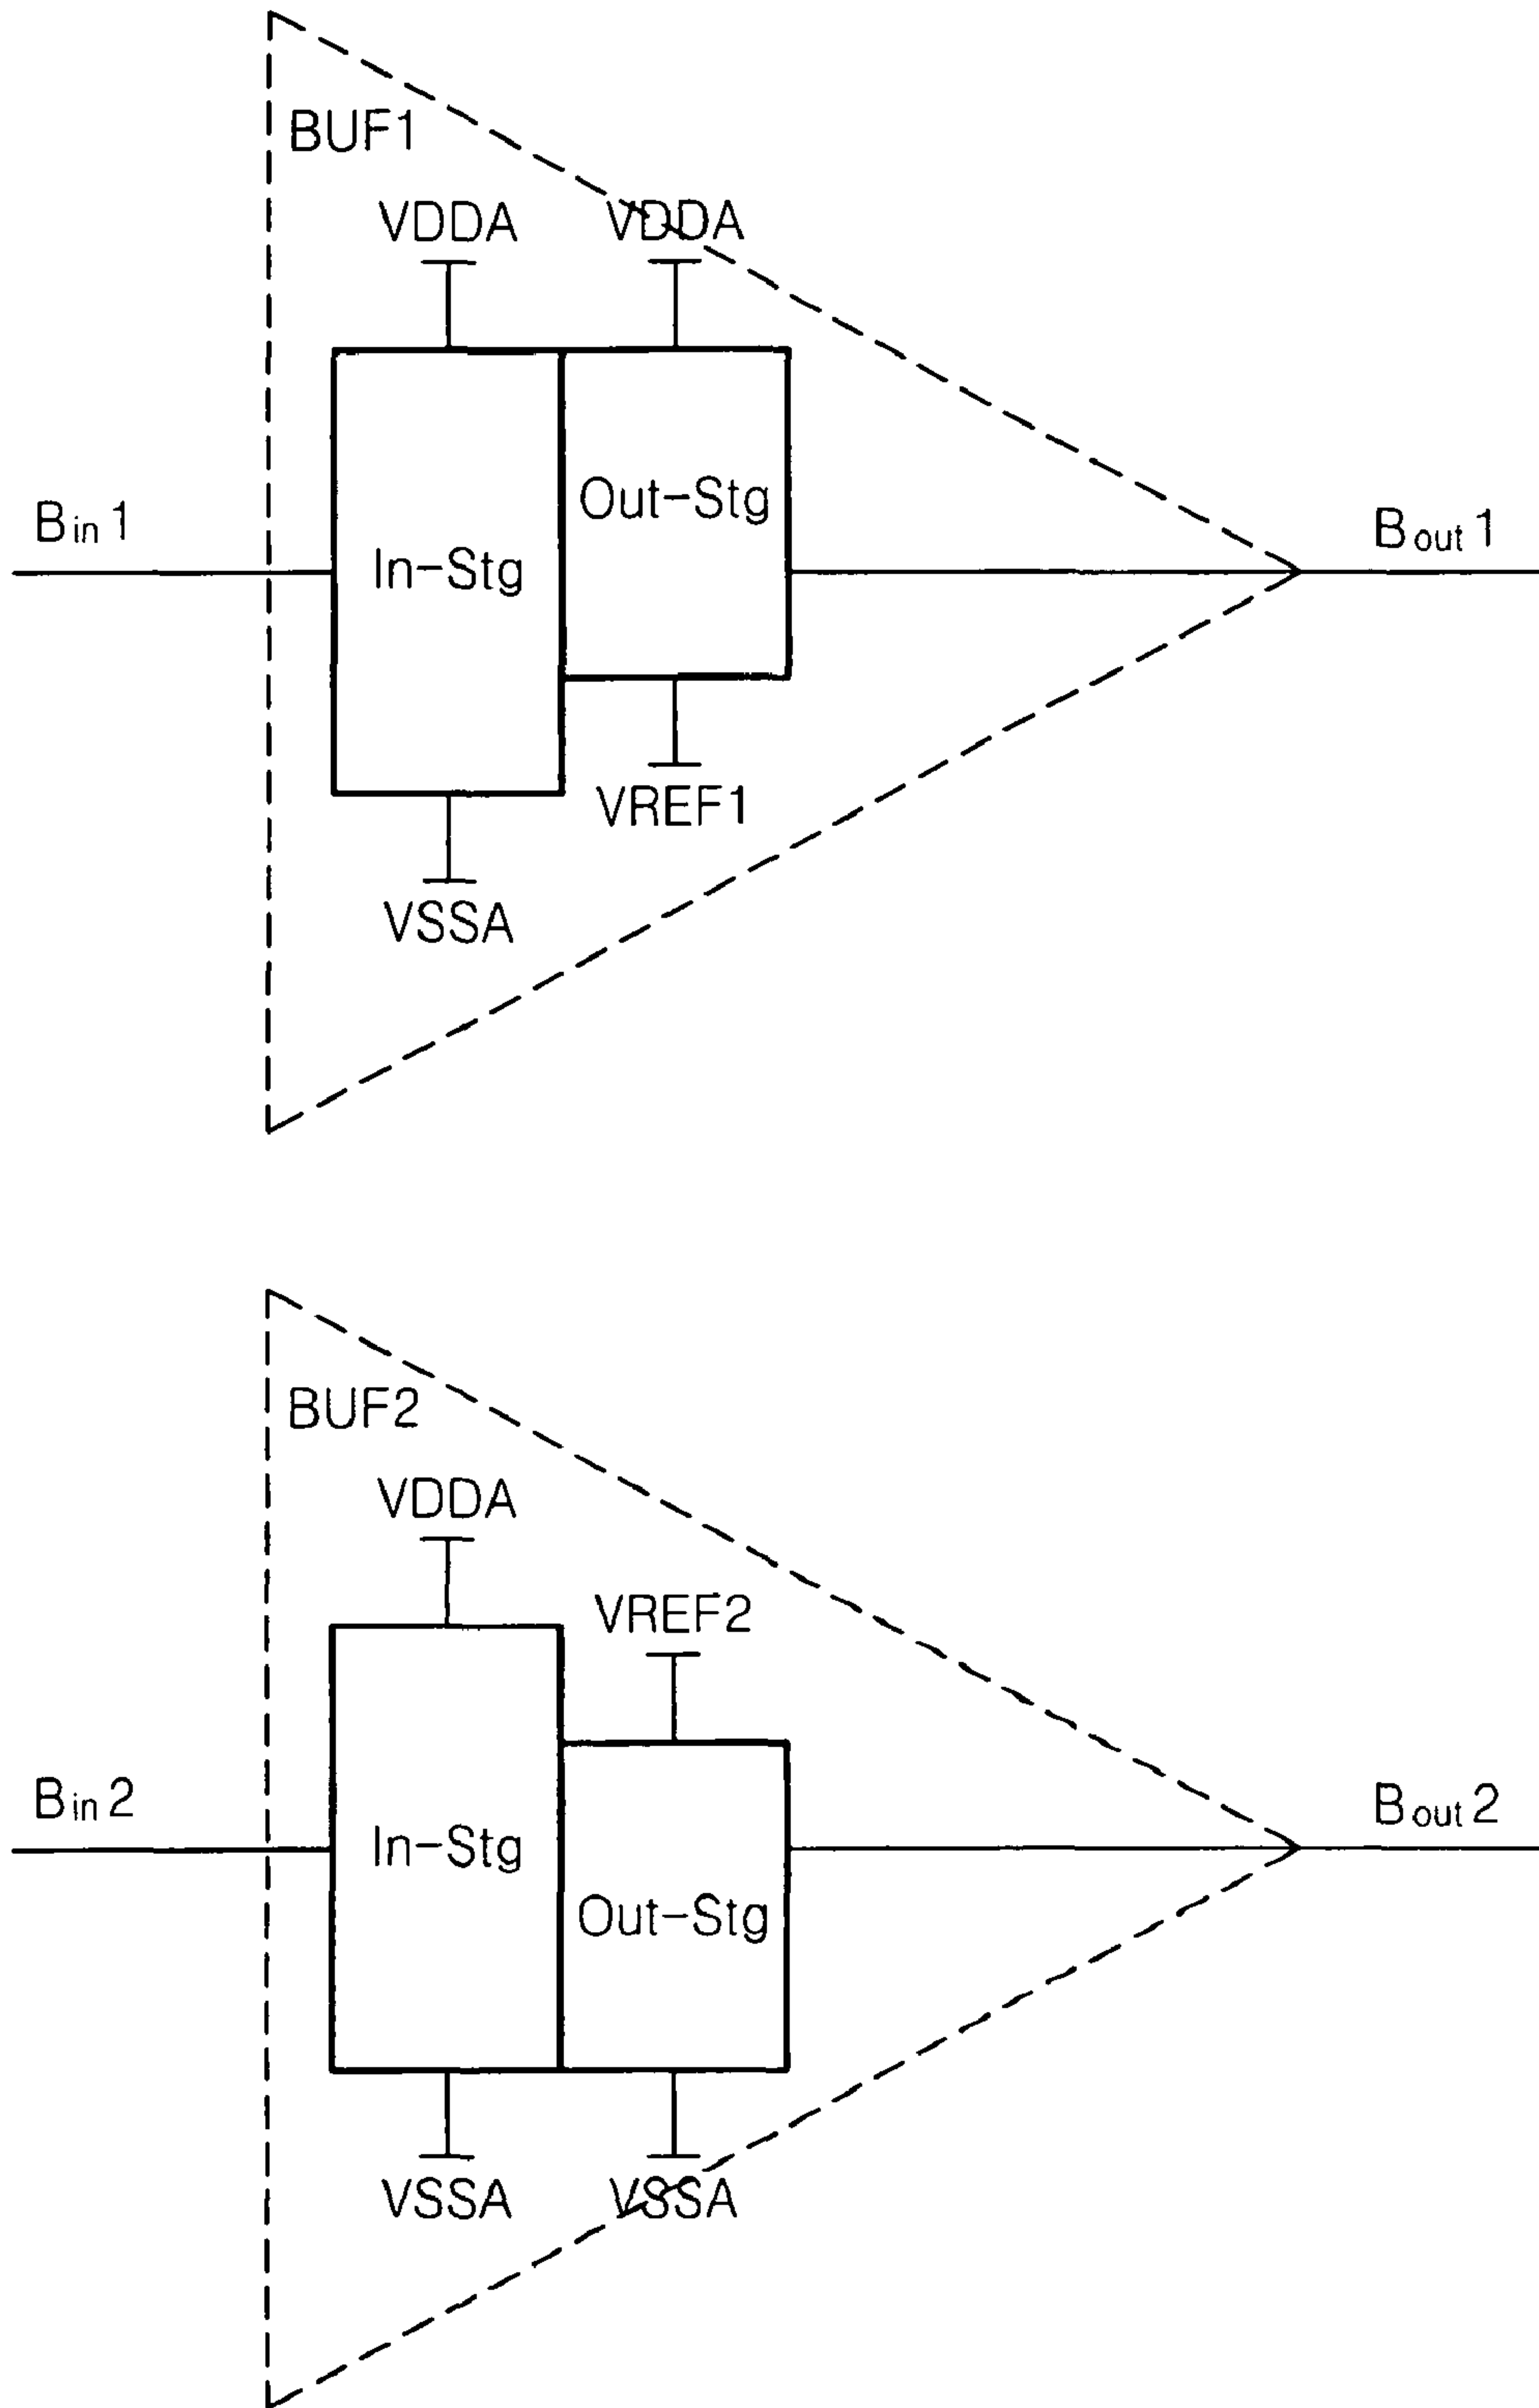 BUF1
VDDA VDDA
Bin1 In-Stg Out-Stg Bout1
VREF1
VSSA
BUF2
VDDA
VREF2
Bin2 In-Stg Out-Stg Bout2
VSSA VSSA